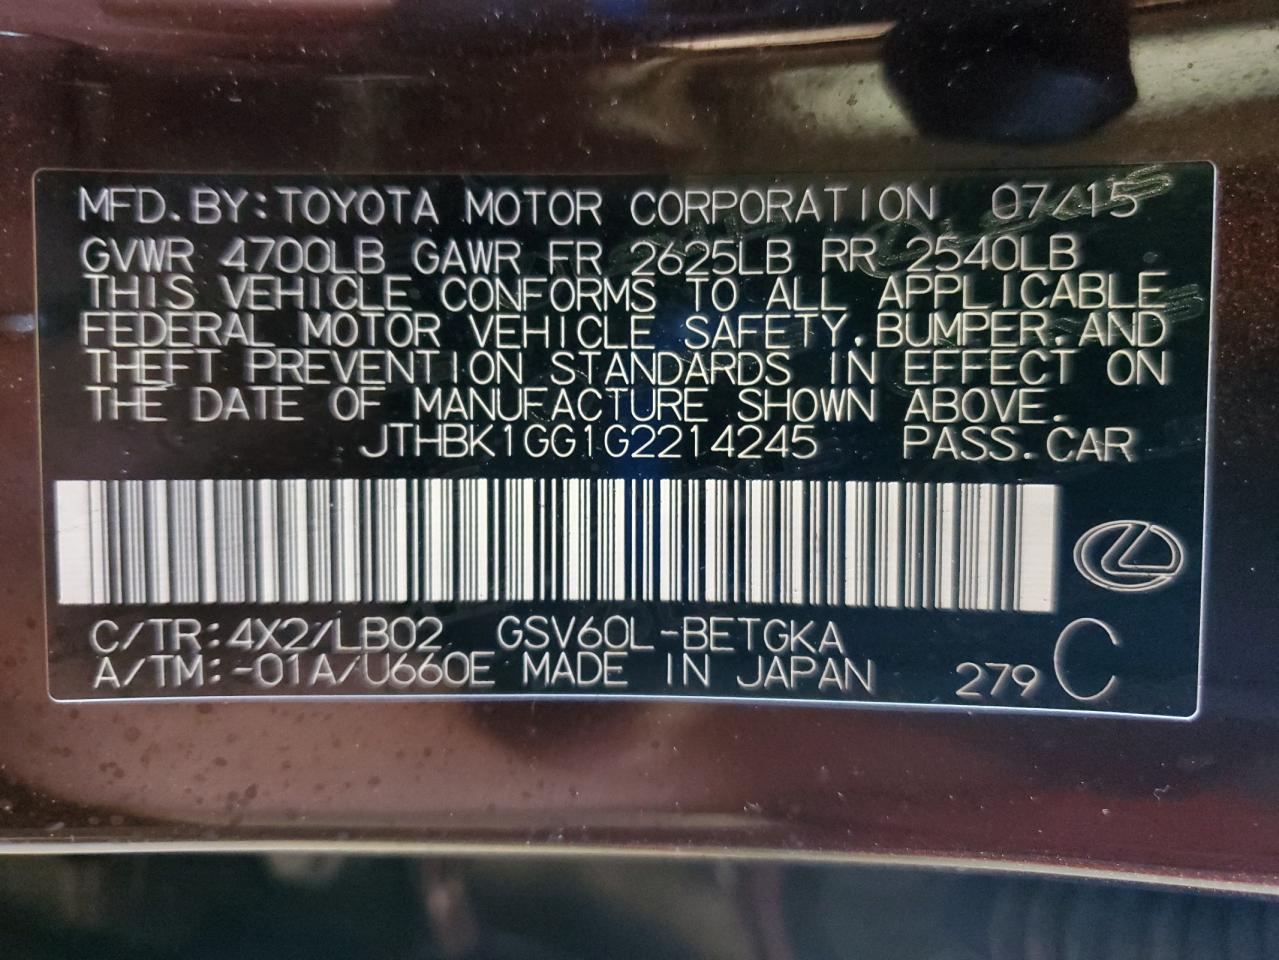 MFD. BY: TOYOTA MOTOR CORPORATION 07/15
GVWR 4700LB GAWR FR 2625LB RR 2540LB
THIS VEHICLE CONFORMS TO ALL APPLICABLE
FEDERAL MOTOR VEHICLE SAFETY, BUMPER, AND
THEFT PREVENTION STANDARDS IN EFFECT ON
THE DATE OF MANUFACTURE SHOWN ABOVE.
JTHBK1GG1G2214245 PASS. CAR
C/TR: 4X2/LB02 GSV60L-BETGKA
A/TM: -01A/U660E MADE IN JAPAN 279 C